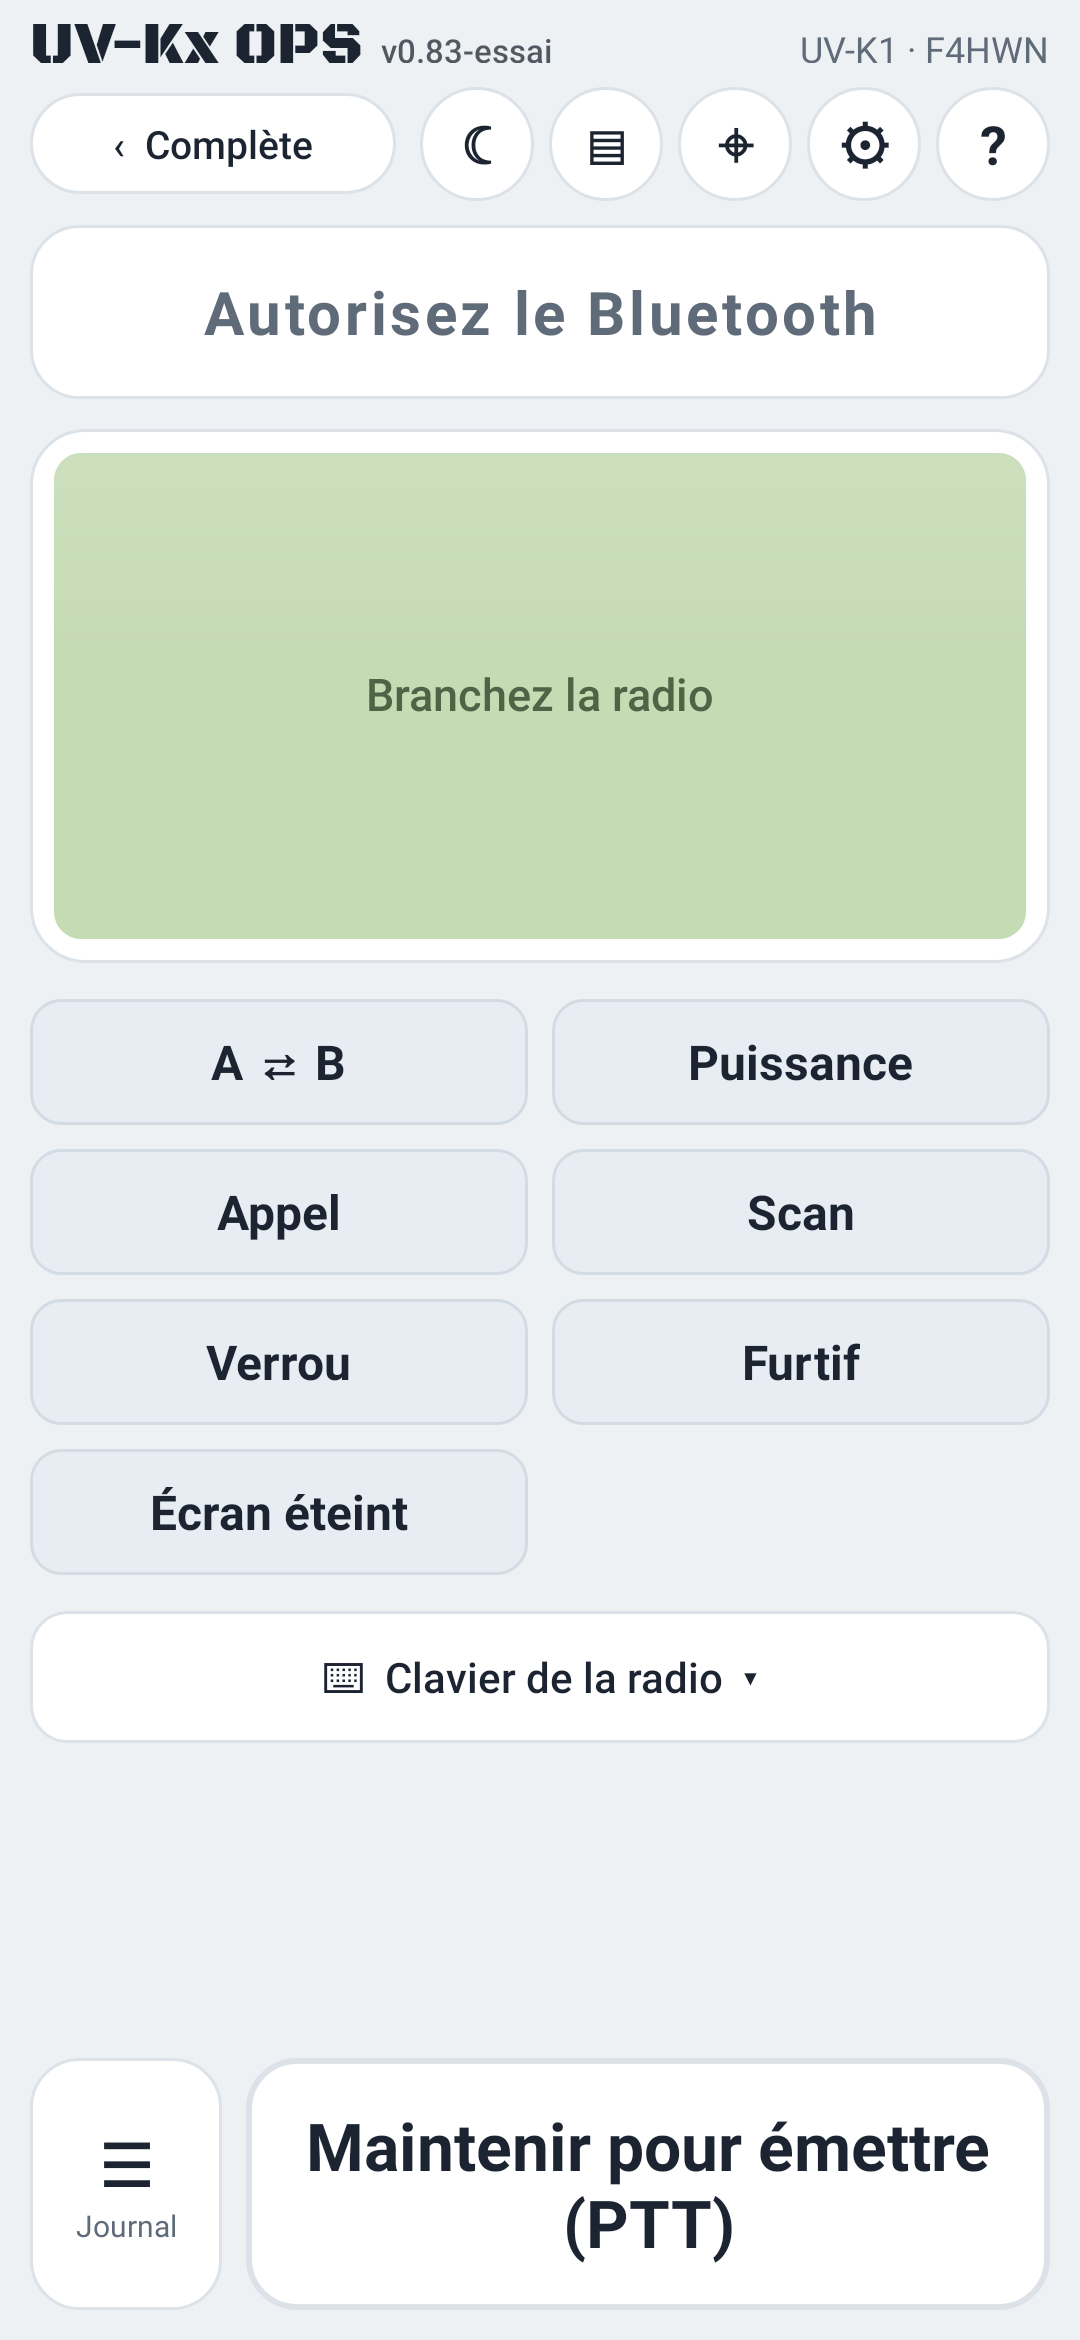 UV-Kx OPS v0.83-essai UV-K1 · F4HWN
‹ Complète ?
Autorisez le Bluetooth
Branchez la radio
A ⇄ B Puissance
Appel Scan
Verrou Furtif
Écran éteint
Clavier de la radio ▾
Journal
Maintenir pour émettre
(PTT)